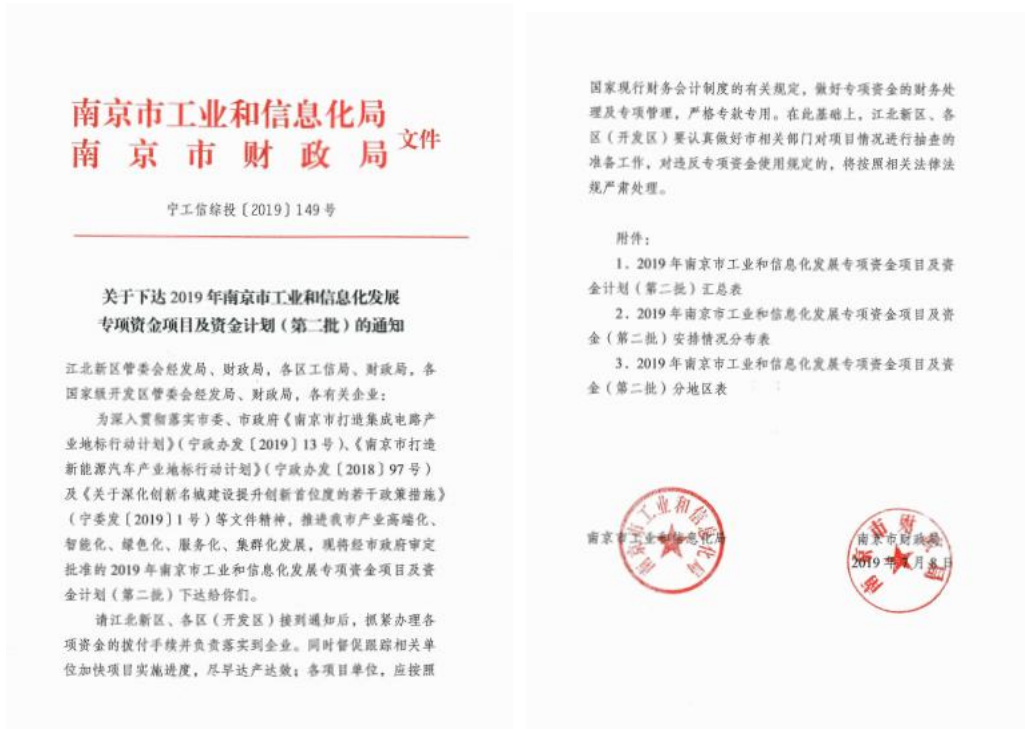 南京市工业和信息化局
南京市财政局
文件
宁工信综投〔2019〕149号
关于下达2019年南京市工业和信息化发展
专项资金项目及资金计划（第二批）的通知
江北新区管委会经发局、财政局，各区工信局、财政局，各
国家级开发区管委会经发局、财政局，各有关企业：
为深入贯彻落实市委、市政府《南京市打造集成电路产
业地标行动计划》（宁政办发〔2019〕13号）、《南京市打造
新能源汽车产业地标行动计划》（宁政办发〔2018〕97号）
及《关于深化创新名城建设提升创新首位度的若干政策措施》
（宁委发〔2019〕1号）等文件精神，推进我市产业高端化、
智能化、绿色化、服务化、集群化发展，现将经市政府审定
批准的2019年南京市工业和信息化发展专项资金项目及资
金计划（第二批）下达给你们。
请江北新区、各区（开发区）接到通知后，抓紧办理各
项资金的拨付手续并负责落实到企业。同时督促跟踪相关单
位加快项目实施进度，尽早达产达效；各项目单位，应按照
国家现行财务会计制度的有关规定，做好专项资金的财务处
理及专项管理，严格专款专用。在此基础上，江北新区、各
区（开发区）要认真做好市相关部门对项目情况进行抽查的
准备工作，对违反专项资金使用规定的，将按照相关法律法
规严肃处理。
附件：
1．2019年南京市工业和信息化发展专项资金项目及资
金计划（第二批）汇总表
2．2019年南京市工业和信息化发展专项资金项目及资
金（第二批）安排情况分布表
3．2019年南京市工业和信息化发展专项资金项目及资
金（第二批）分地区表
南京市工业和信息化局
南京市工业和信息化局
南京市财政局
2019年7月8日
南京市财政局